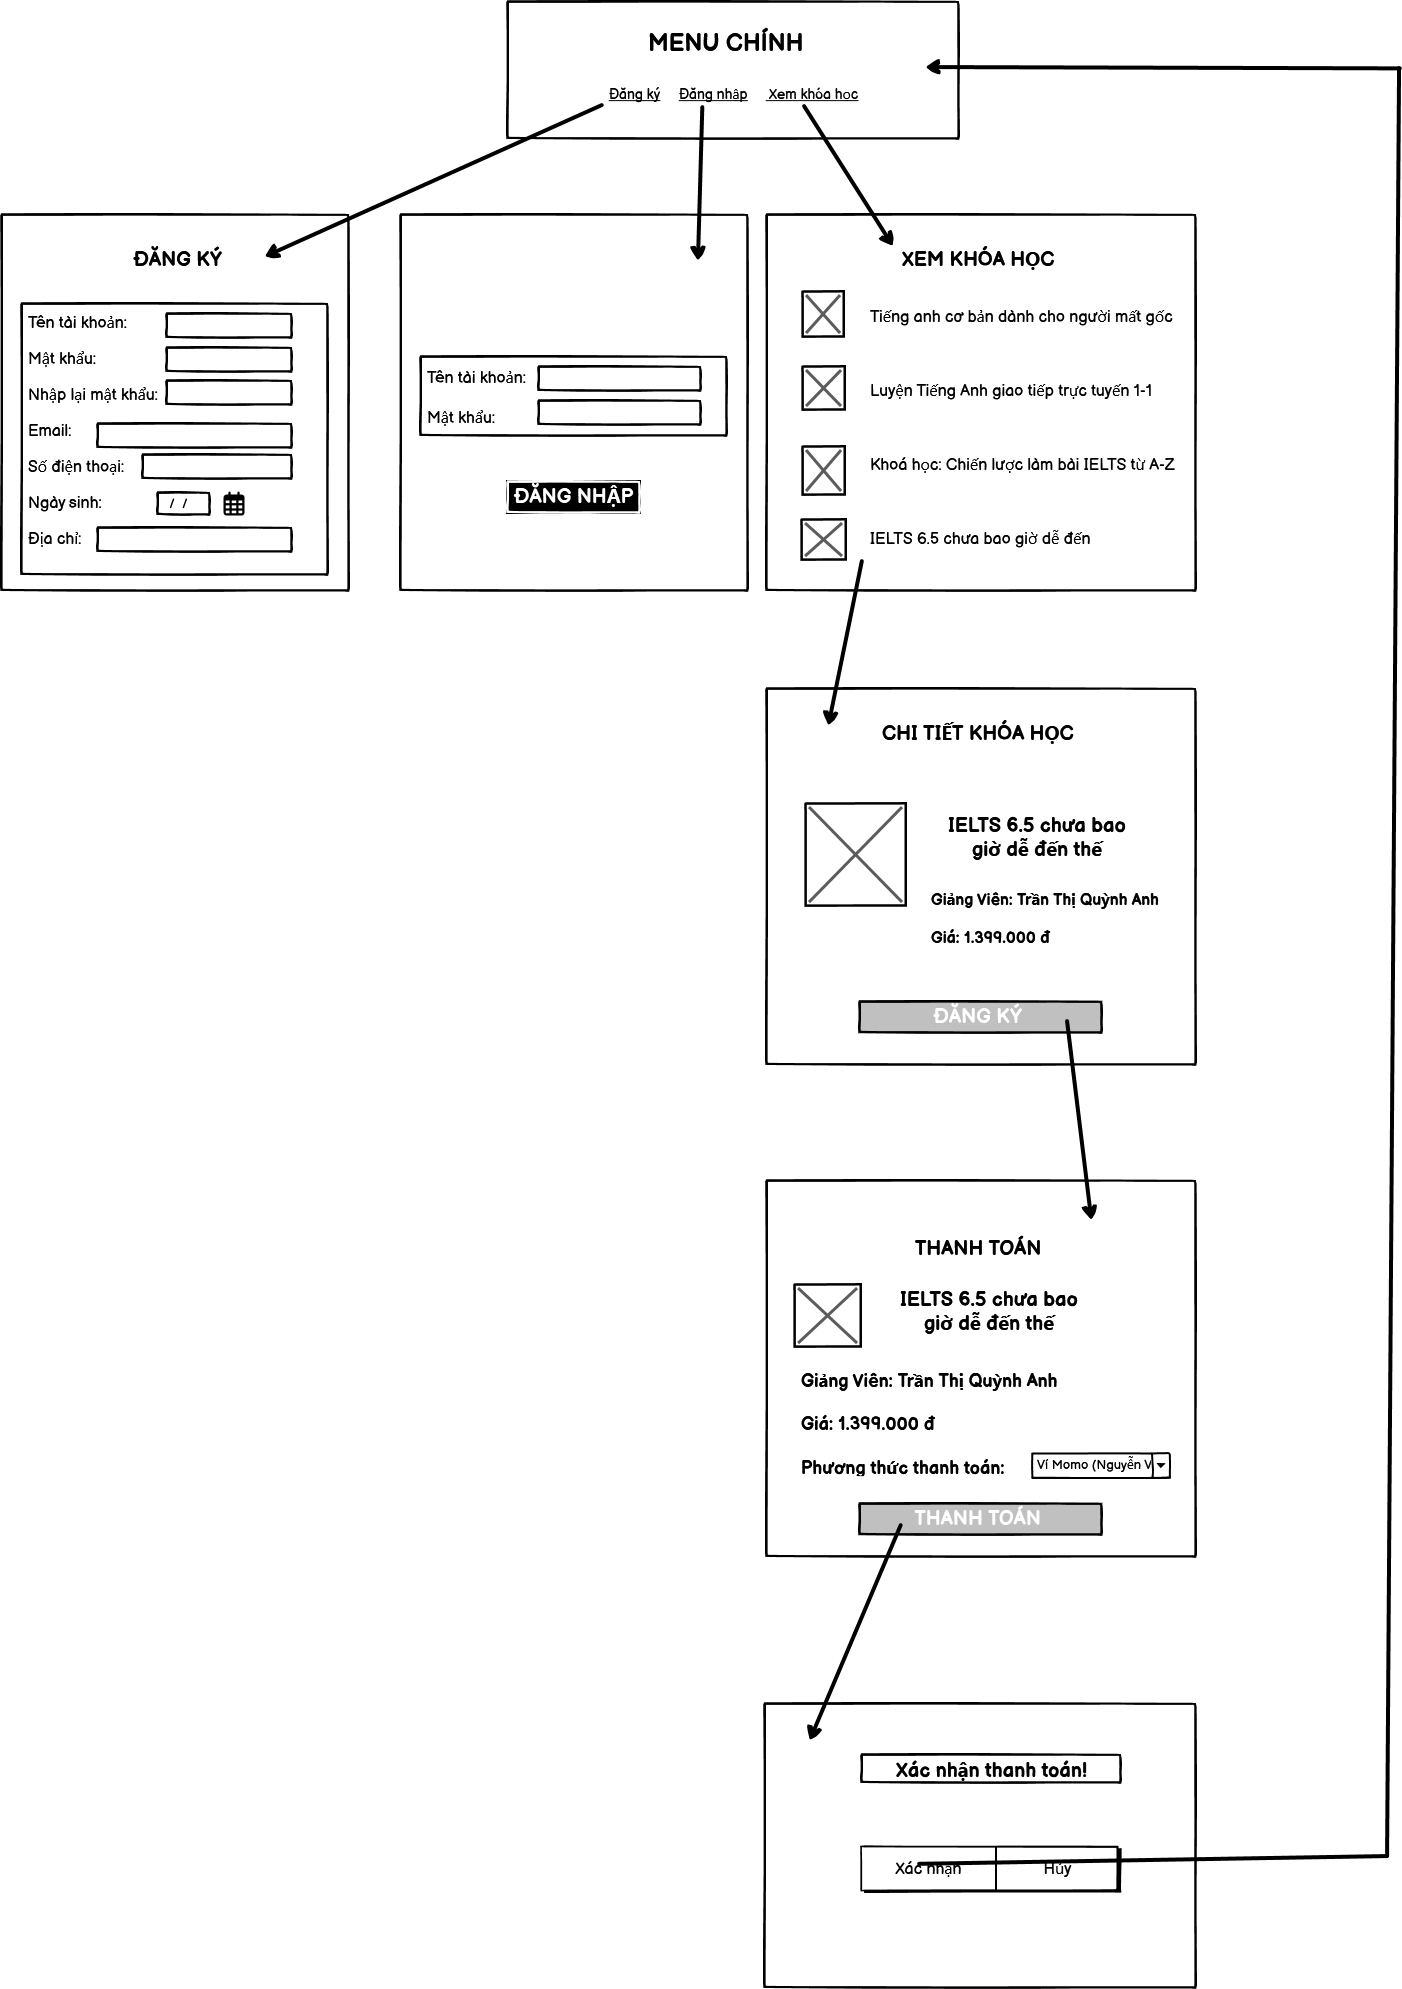 MENU CHÍNH
Đăng ký Đăng nhập Xem khóa học
ĐĂNG KÝ
Tên tài khoản:
Mật khẩu:
Nhập lại mật khẩu:
Email:
Số điện thoại:
Ngày sinh: / /
Địa chỉ:
Tên tài khoản:
Mật khẩu:
ĐĂNG NHẬP
XEM KHÓA HỌC
Tiếng anh cơ bản dành cho người mất gốc
Luyện Tiếng Anh giao tiếp trực tuyến 1-1
Khoá học: Chiến lược làm bài IELTS từ A-Z
IELTS 6.5 chưa bao giờ dễ đến
CHI TIẾT KHÓA HỌC
IELTS 6.5 chưa bao
giờ dễ đến thế
Giảng Viên: Trần Thị Quỳnh Anh
Giá: 1.399.000 đ
ĐĂNG KÝ
THANH TOÁN
IELTS 6.5 chưa bao
giờ dễ đến thế
Giảng Viên: Trần Thị Quỳnh Anh
Giá: 1.399.000 đ
Phương thức thanh toán: Ví Momo (Nguyễn V
THANH TOÁN
Xác nhận thanh toán!
Xác nhận Hủy